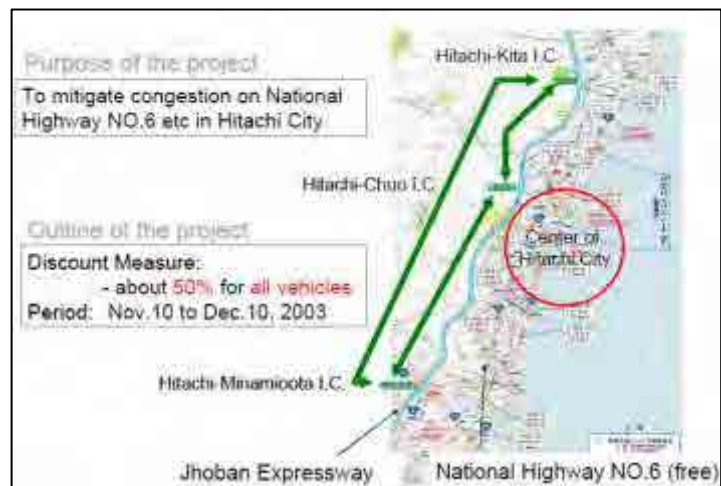 Purpose of the project
To mitigate congestion on National
Highway NO.6 etc in Hitachi City
Outline of the project
Discount Measure:
- about 50% for all vehicles
Period: Nov.10 to Dec.10, 2003
Hitachi-Kita I.C.
Hitachi-Chuo I.C.
Center of
Hitachi City
Hitachi-Minamioota I.C.
Jhoban Expressway
National Highway NO.6 (free)